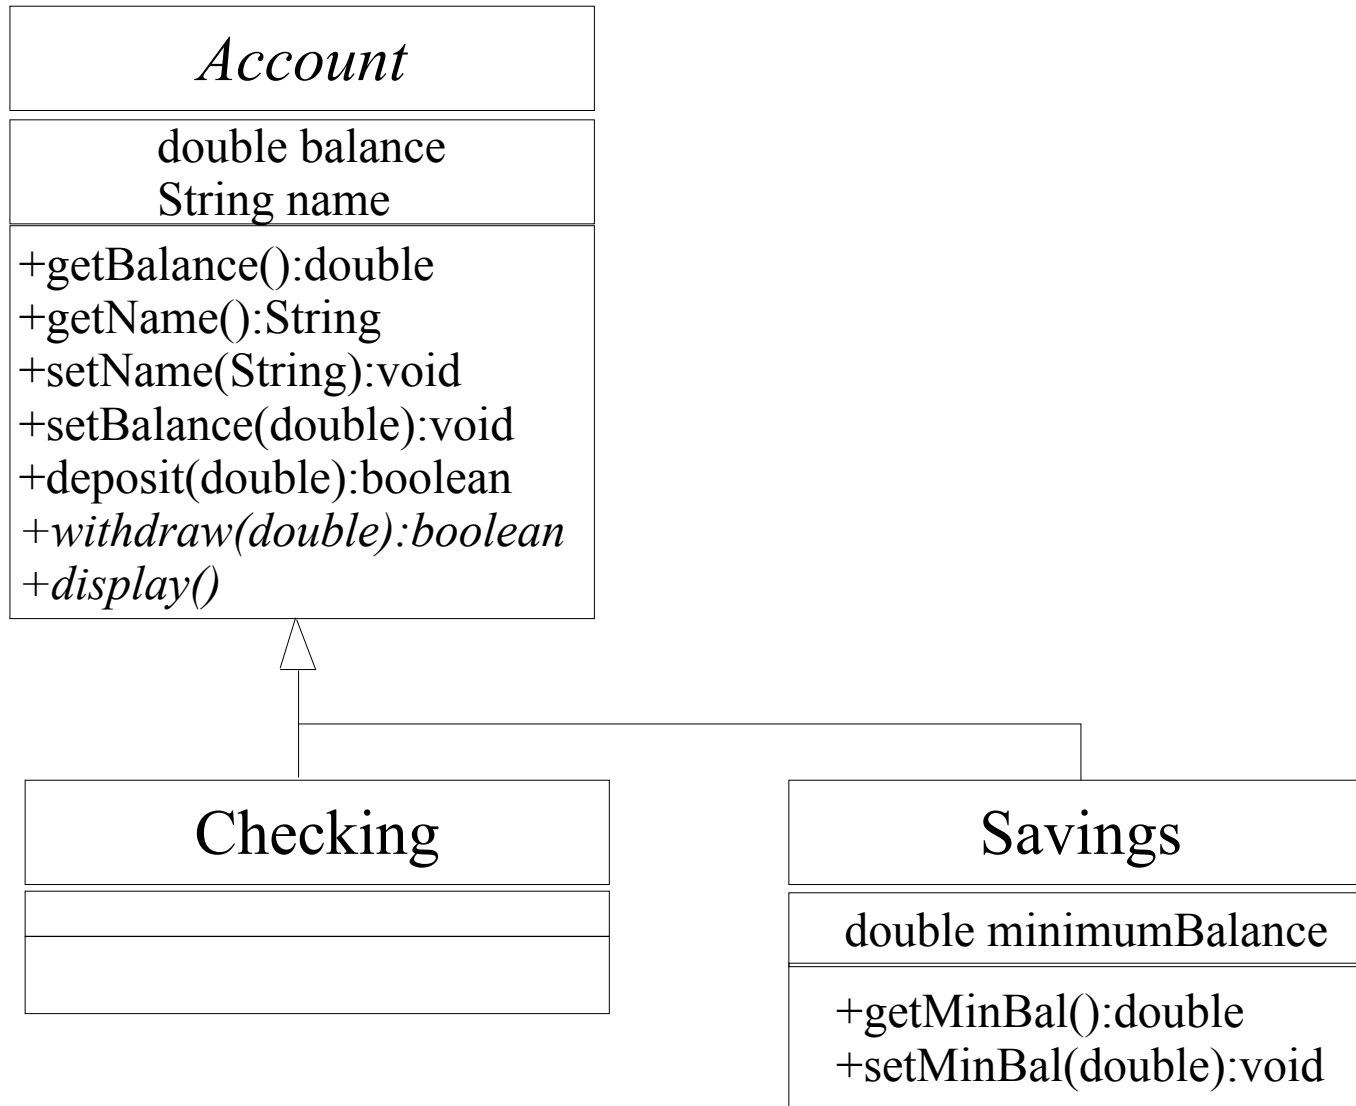 Account
double balance
String name
+getBalance():double
+getName():String
+setName(String):void
+setBalance(double):void
+deposit(double):boolean
+withdraw(double):boolean
+display()
Checking
Savings
double minimumBalance
+getMinBal():double
+setMinBal(double):void